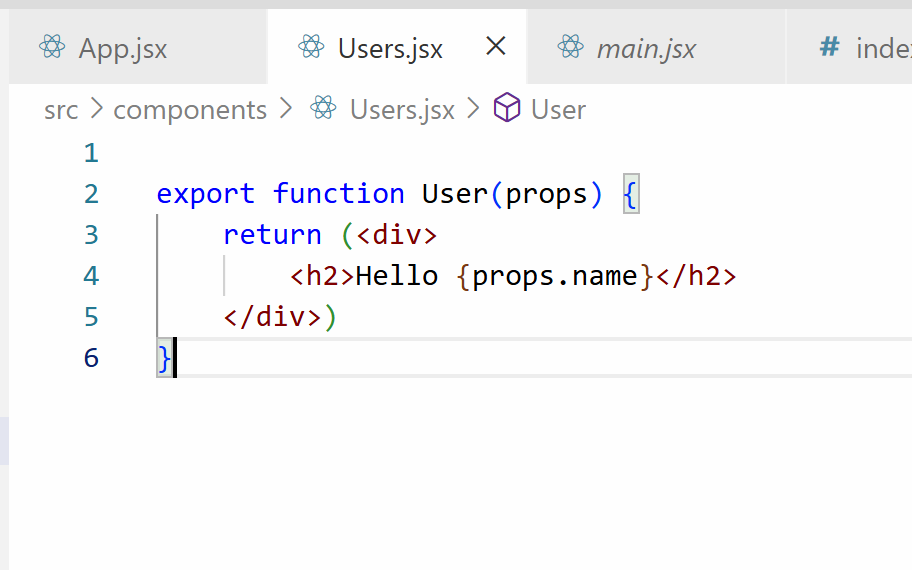 App.jsx Users.jsx main.jsx # inde
src > components > Users.jsx > User
1
2 export function User(props) {
3     return (<div>
4         <h2>Hello {props.name}</h2>
5     </div>)
6 }